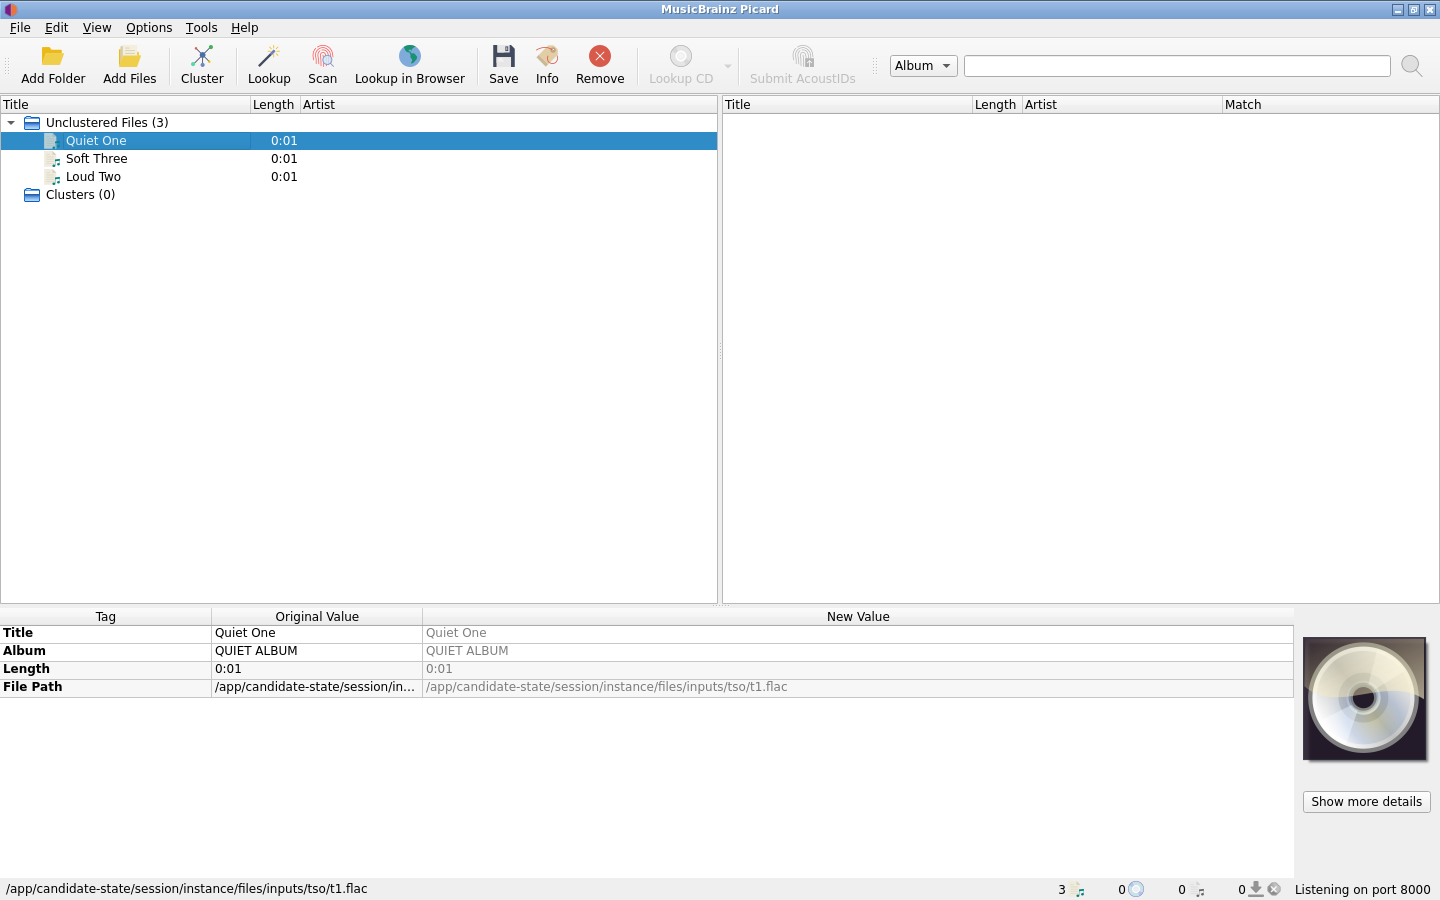 MusicBrainz Picard
File Edit View Options Tools Help
Add Folder Add Files Cluster Lookup Scan Lookup in Browser Save Info Remove Lookup CD Submit AcoustIDs Album
Title Length Artist
Unclustered Files (3)
Quiet One 0:01
Soft Three 0:01
Loud Two 0:01
Clusters (0)
Title Length Artist Match
Tag Original Value New Value
Title Quiet One Quiet One
Album QUIET ALBUM QUIET ALBUM
Length 0:01 0:01
File Path /app/candidate-state/session/in... /app/candidate-state/session/instance/files/inputs/tso/t1.flac
Show more details
/app/candidate-state/session/instance/files/inputs/tso/t1.flac 3 0 0 0 Listening on port 8000